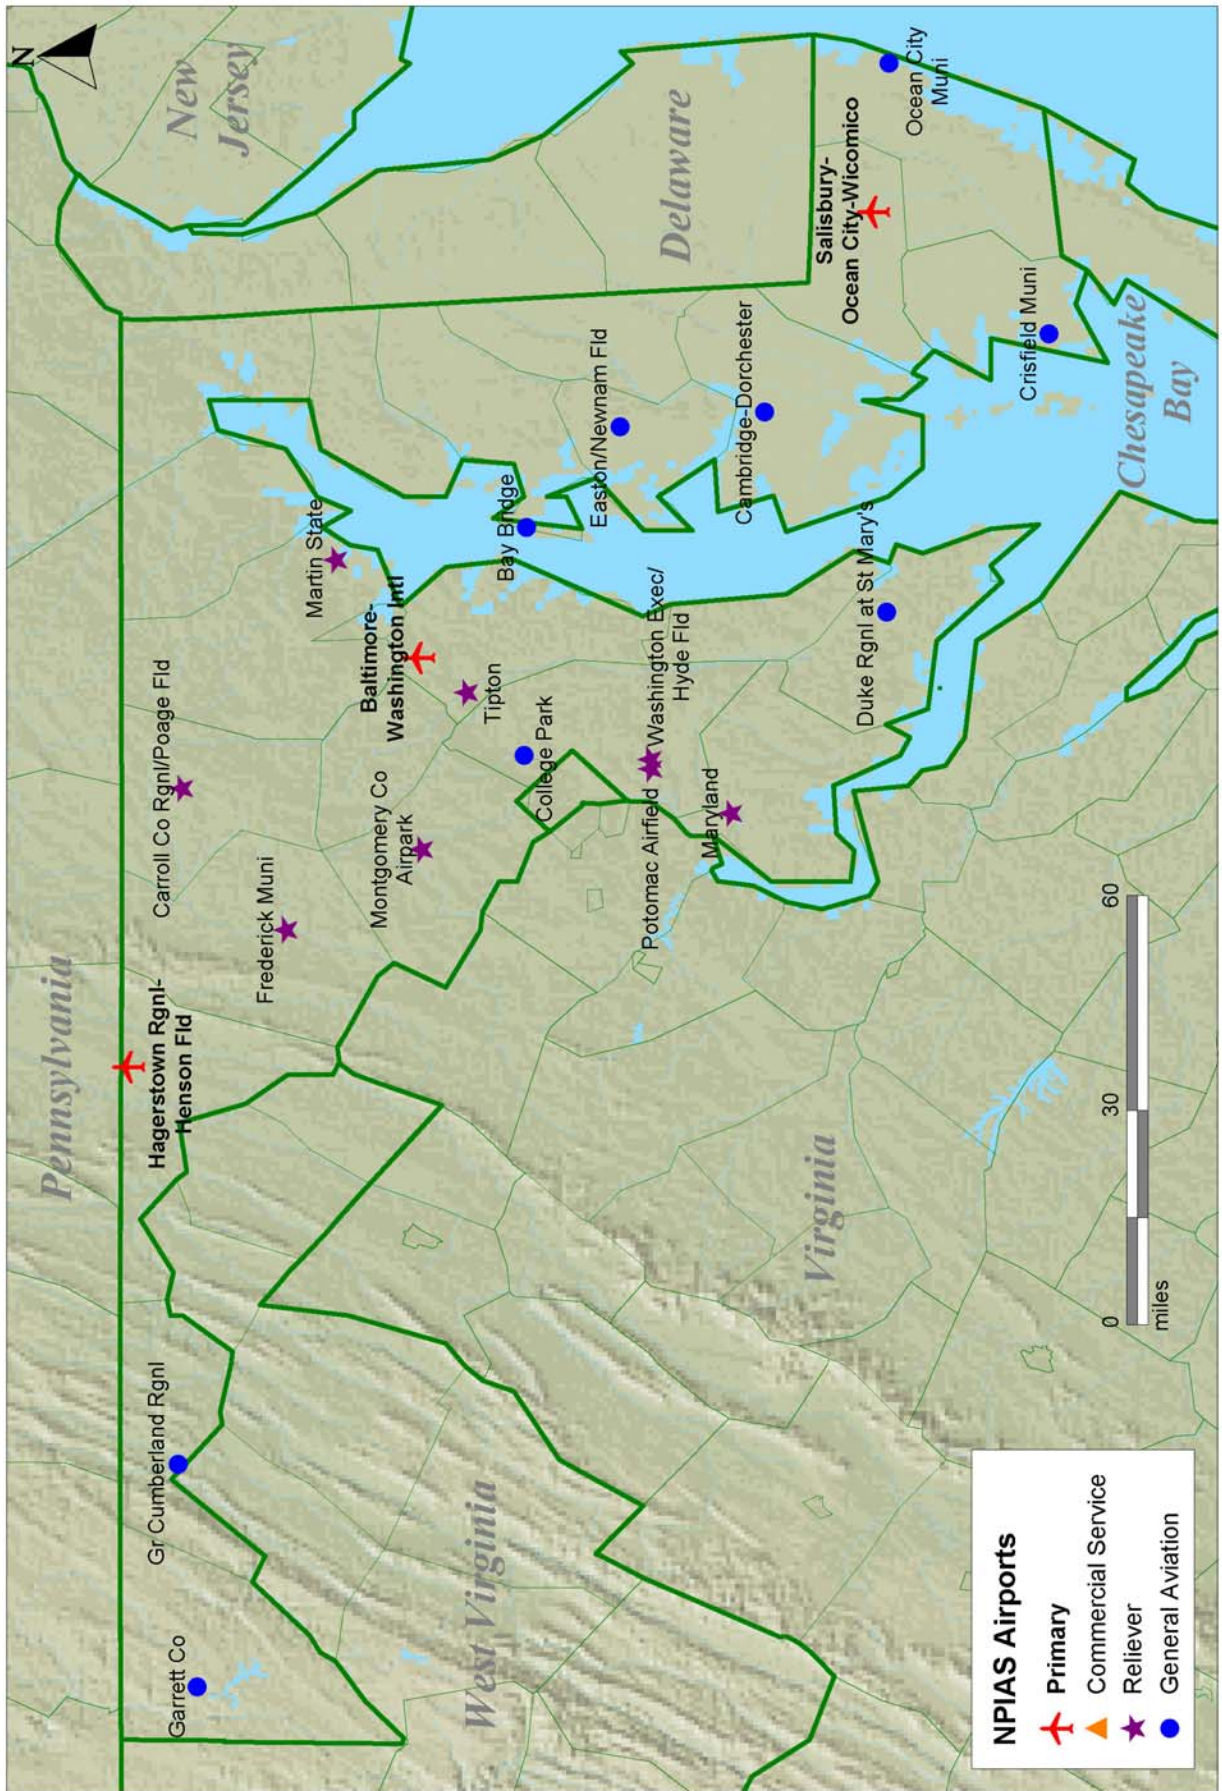 N
Pennsylvania
New
Jersey
Garrett Co
Gr Cumberland Rgnl
Hagerstown Rgnl-
Henson Fld
Carroll Co Rgnl/Poage Fld
Frederick Muni
Martin State
Montgomery Co
Airpark
Baltimore-
Washington Intl
Tipton
College Park
Bay Bridge
Easton/Newnam Fld
Delaware
Washington Exec/
Hyde Fld
Potomac Airfield
Maryland
Cambridge-Dorchester
Salisbury-
Ocean City-Wicomico
Ocean City
Muni
Duke Rgnl at St Mary's
Crisfield Muni
Chesapeake
Bay
West Virginia
Virginia
NPIAS Airports
Primary
Commercial Service
Reliever
General Aviation
0 30 60
miles